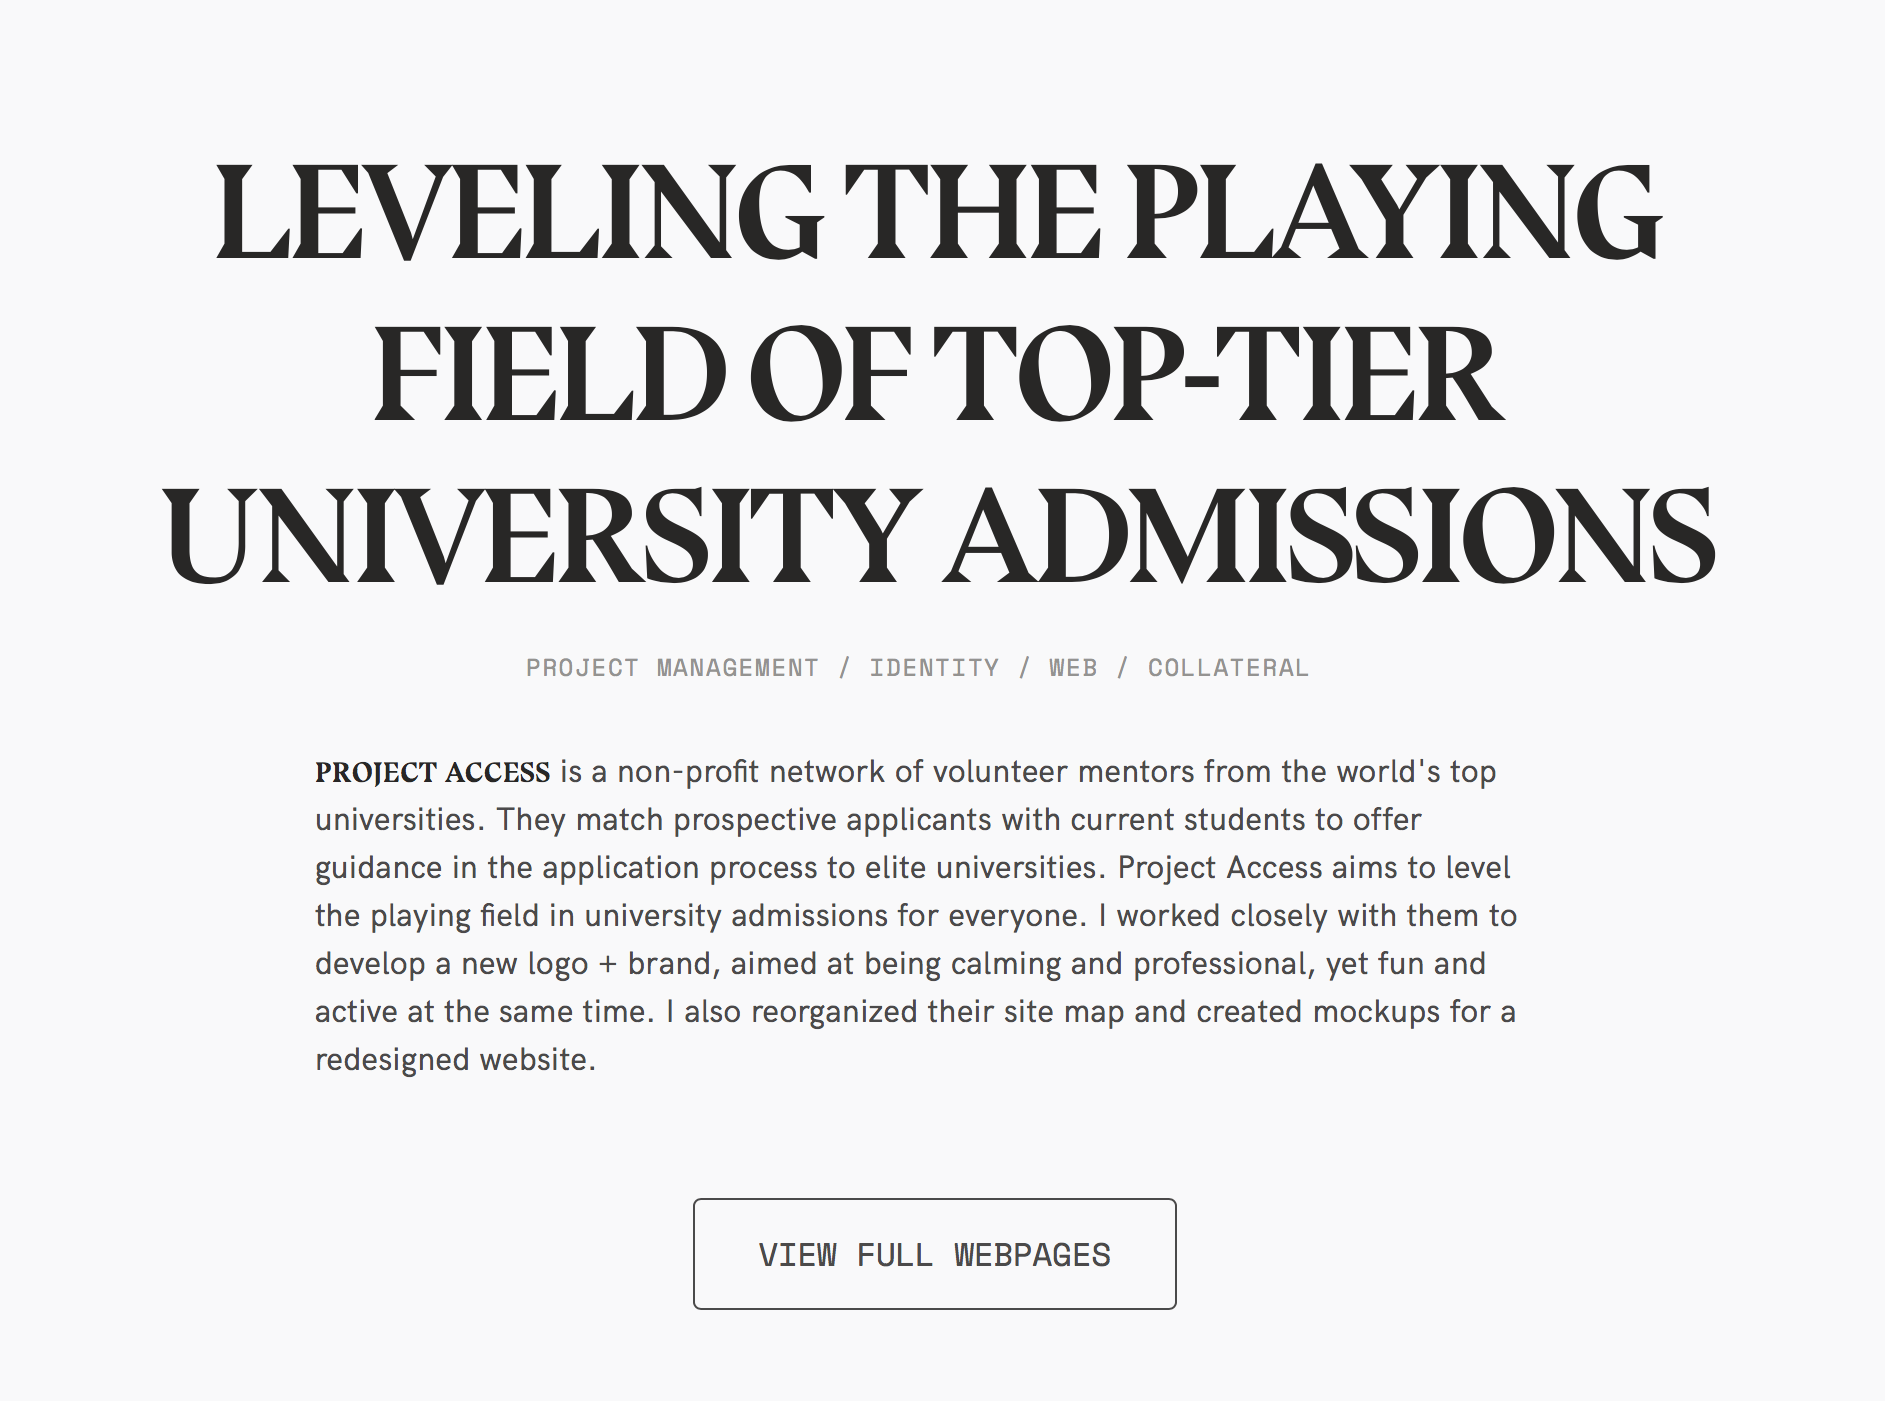 LEVELING THE PLAYING
FIELD OF TOP-TIER
UNIVERSITY ADMISSIONS
PROJECT MANAGEMENT / IDENTITY / WEB / COLLATERAL
PROJECT ACCESS is a non-profit network of volunteer mentors from the world's top
universities. They match prospective applicants with current students to offer
guidance in the application process to elite universities. Project Access aims to level
the playing field in university admissions for everyone. I worked closely with them to
develop a new logo + brand, aimed at being calming and professional, yet fun and
active at the same time. I also reorganized their site map and created mockups for a
redesigned website.
VIEW FULL WEBPAGES